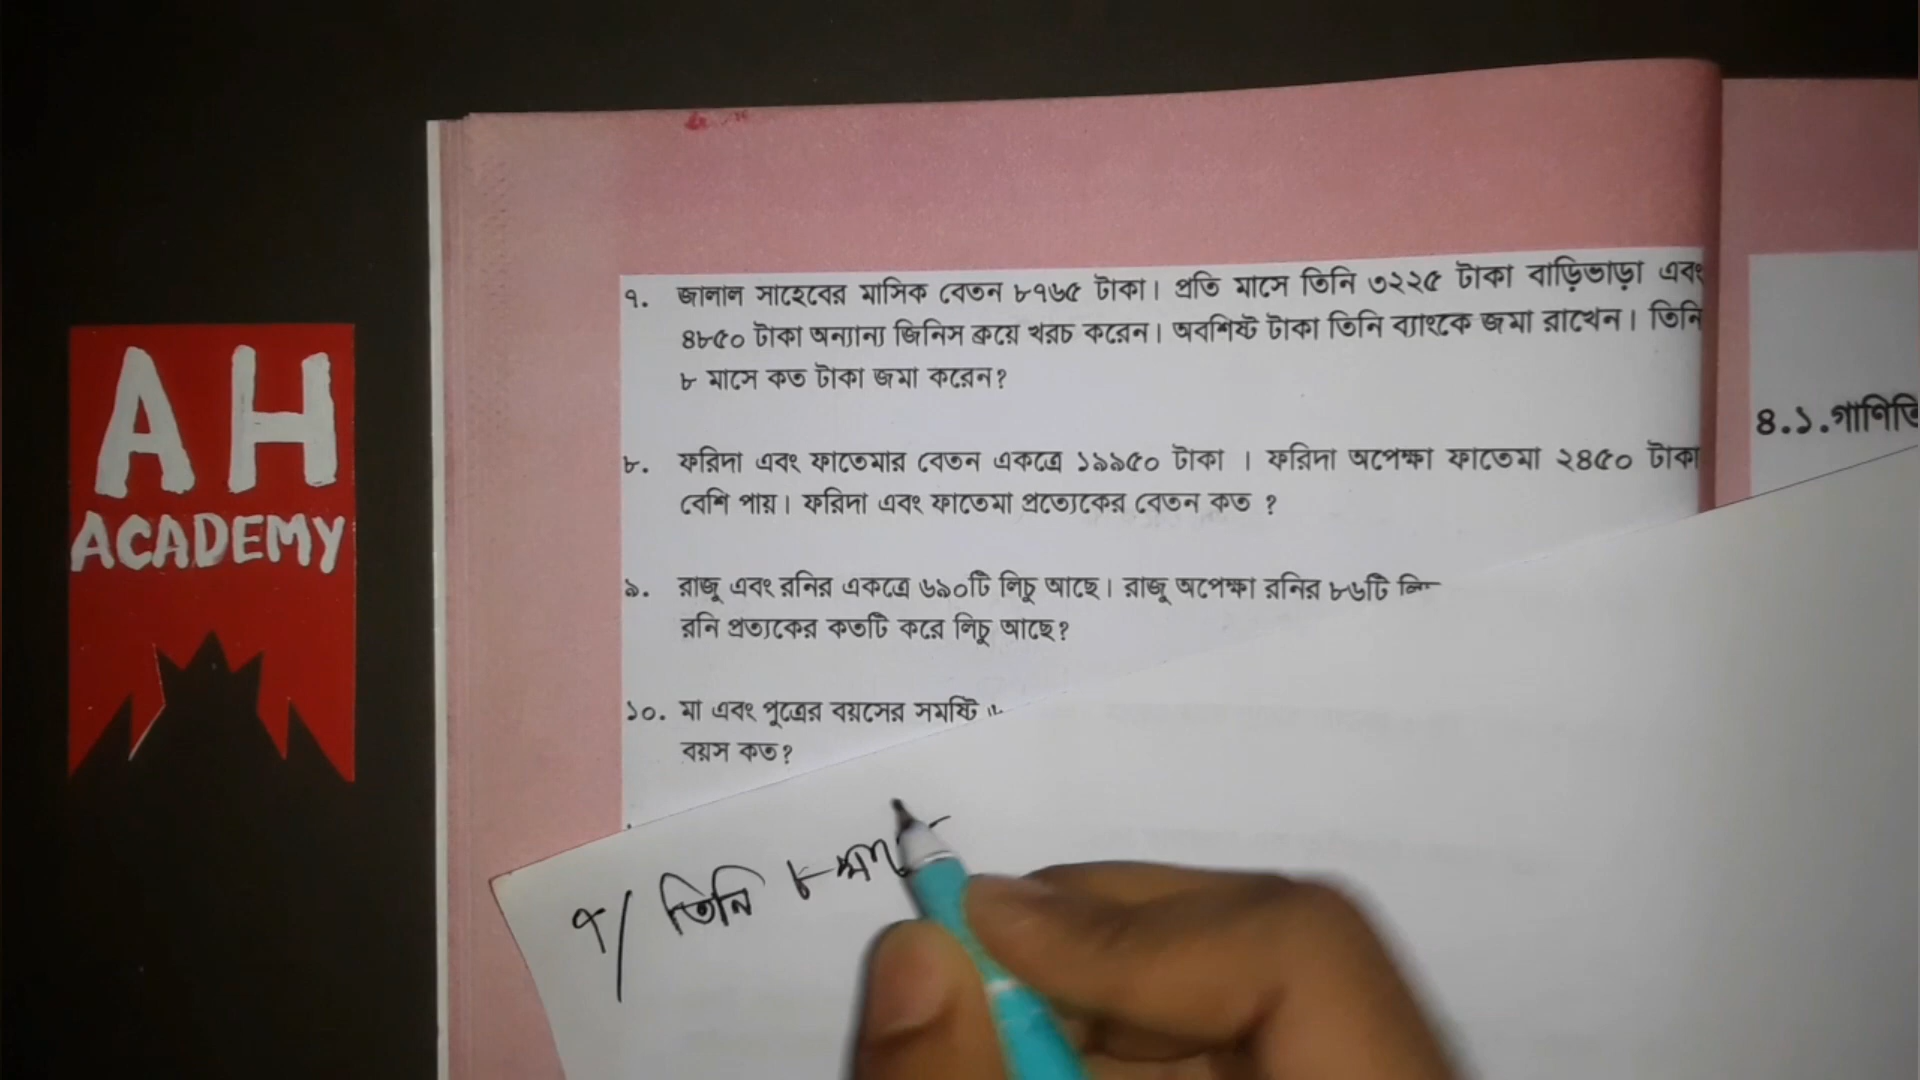 AH
ACADEMY
৭. জালাল সাহেবের মাসিক বেতন ৮৭৬৫ টাকা। প্রতি মাসে তিনি ৩২২৫ টাকা বাড়িভাড়া এবং
৪৮৫০ টাকা অন্যান্য জিনিস ক্রয়ে খরচ করেন। অবশিষ্ট টাকা তিনি ব্যাংকে জমা রাখেন। তিনি
৮ মাসে কত টাকা জমা করেন?
৮. ফরিদা এবং ফাতেমার বেতন একত্রে ১৯৯৫০ টাকা । ফরিদা অপেক্ষা ফাতেমা ২৪৫০ টাকা
বেশি পায়। ফরিদা এবং ফাতেমা প্রত্যেকের বেতন কত ?
৯. রাজু এবং রনির একত্রে ৬৯০টি লিচু আছে। রাজু অপেক্ষা রনির ৮৬টি
রনি প্রত্যকের কতটি করে লিচু আছে?
১০. মা এবং পুত্রের বয়সের সমষ্টি
বয়স কত?
৪.১.গাণিতি
৭/ তিনি ৮